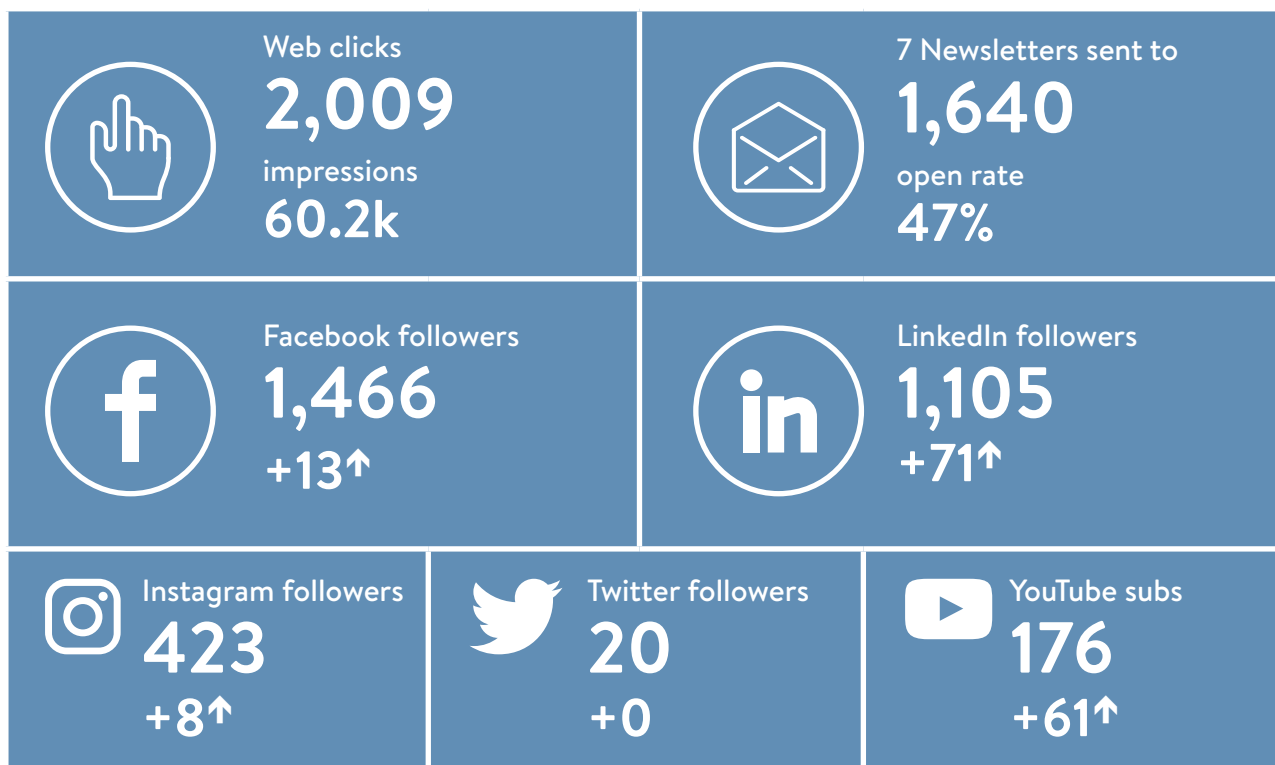 Web clicks
2,009
impressions
60.2k
7 Newsletters sent to
1,640
open rate
47%
Facebook followers
1,466
+13↑
LinkedIn followers
1,105
+71↑
Instagram followers
423
+8↑
Twitter followers
20
+0
YouTube subs
176
+61↑